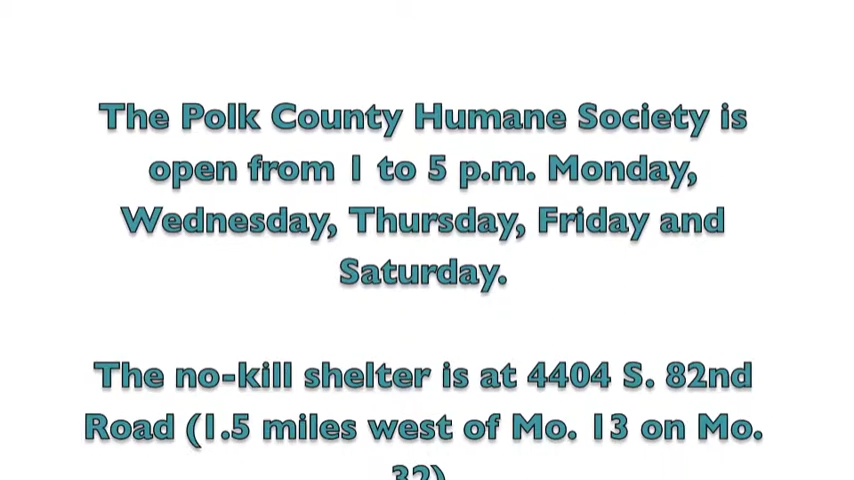 The Polk County Humane Society is
open from 1 to 5 p.m. Monday,
Wednesday, Thursday, Friday and
Saturday.
The no-kill shelter is at 4404 S. 82nd
Road (1.5 miles west of Mo. 13 on Mo.
32)